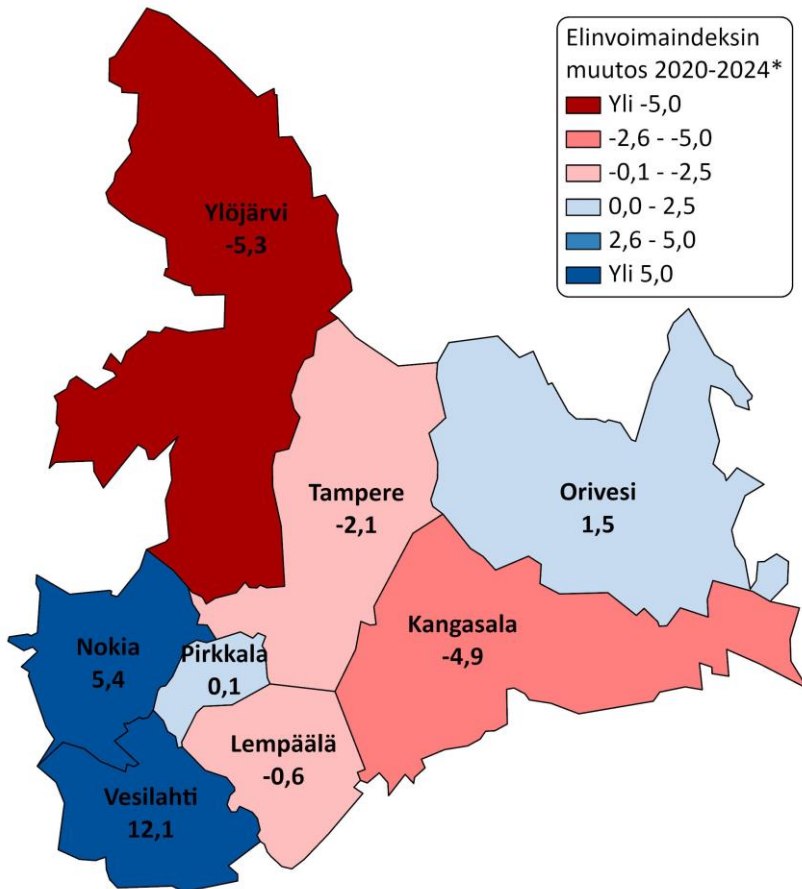 Elinvoimaindeksin
muutos 2020-2024*
Yli -5,0
-2,6 - -5,0
-0,1 - -2,5
0,0 - 2,5
2,6 - 5,0
Yli 5,0
Ylöjärvi
-5,3
Tampere
-2,1
Orivesi
1,5
Kangasala
-4,9
Nokia
5,4
Pirkkala
0,1
Lempäälä
-0,6
Vesilahti
12,1